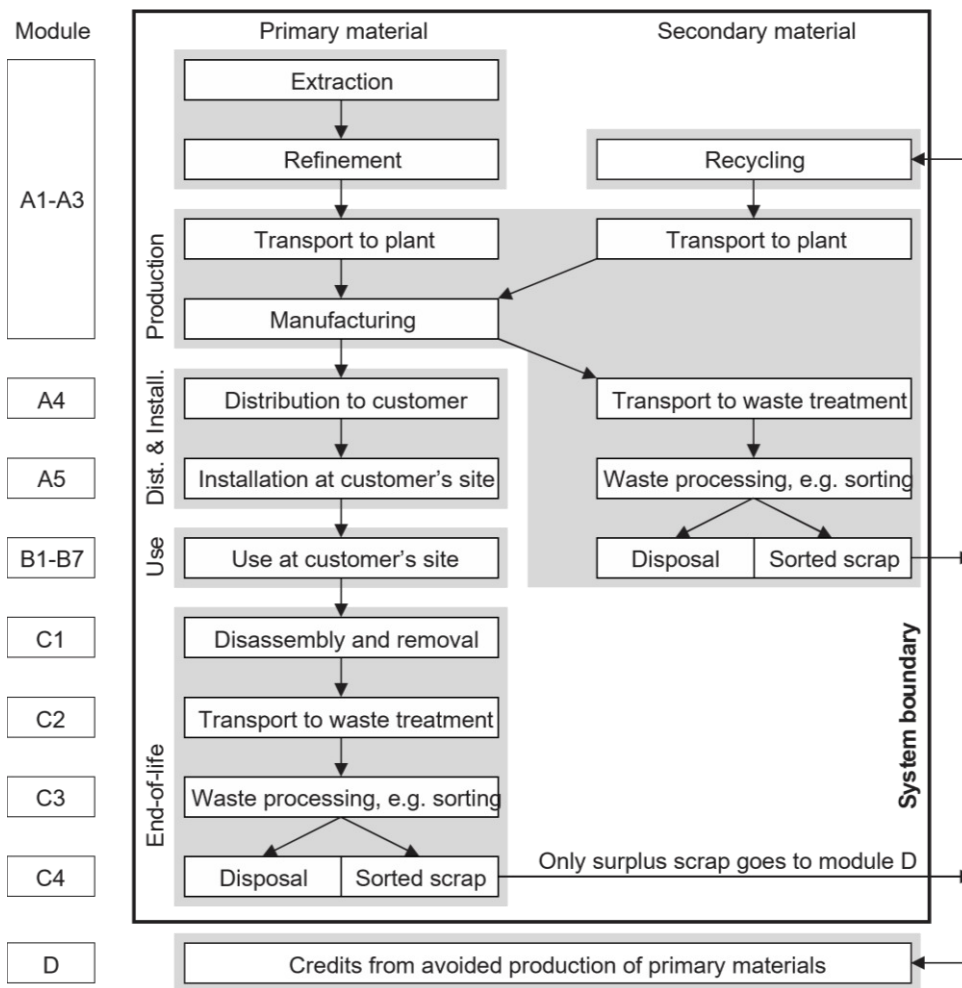 Module
Primary material
Secondary material
A1-A3
Extraction
Refinement
Recycling
Transport to plant
Transport to plant
Manufacturing
Production
A4
Distribution to customer
Transport to waste treatment
A5
Installation at customer's site
Waste processing, e.g. sorting
Dist. & Install.
B1-B7
Use at customer's site
Disposal
Sorted scrap
Use
C1
Disassembly and removal
C2
Transport to waste treatment
C3
Waste processing, e.g. sorting
C4
Disposal
Sorted scrap
End-of-life
Only surplus scrap goes to module D
System boundary
D
Credits from avoided production of primary materials